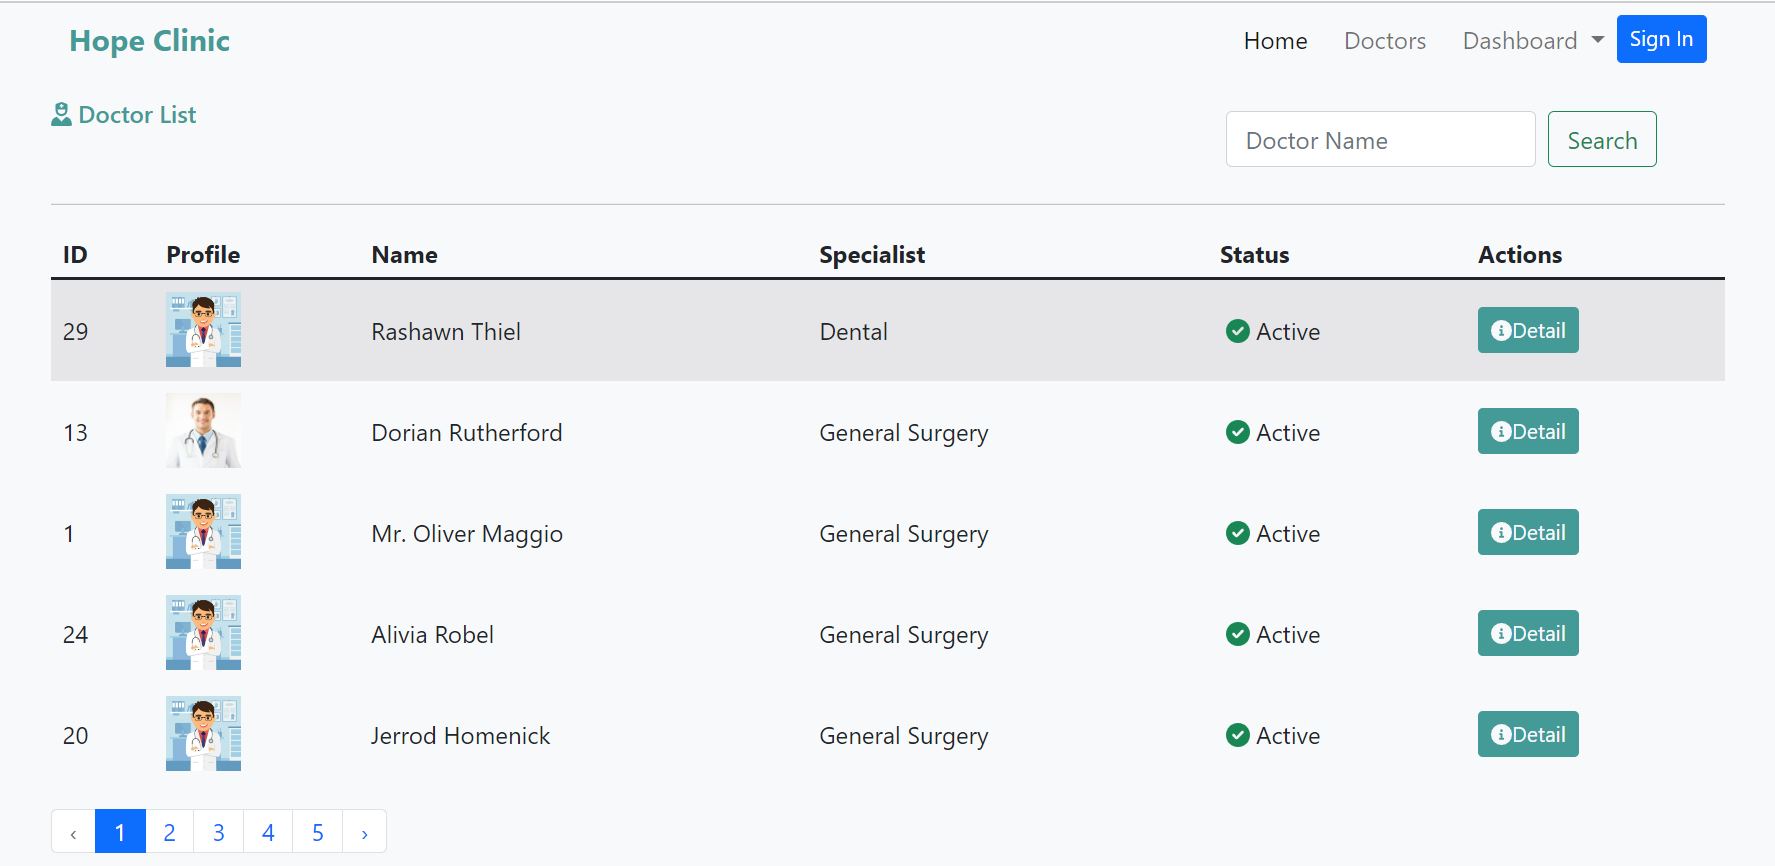 Hope Clinic
Home Doctors Dashboard Sign In
Doctor List
Doctor Name Search
ID Profile Name Specialist Status Actions
29 Rashawn Thiel Dental Active Detail
13 Dorian Rutherford General Surgery Active Detail
1 Mr. Oliver Maggio General Surgery Active Detail
24 Alivia Robel General Surgery Active Detail
20 Jerrod Homenick General Surgery Active Detail
‹ 1 2 3 4 5 ›